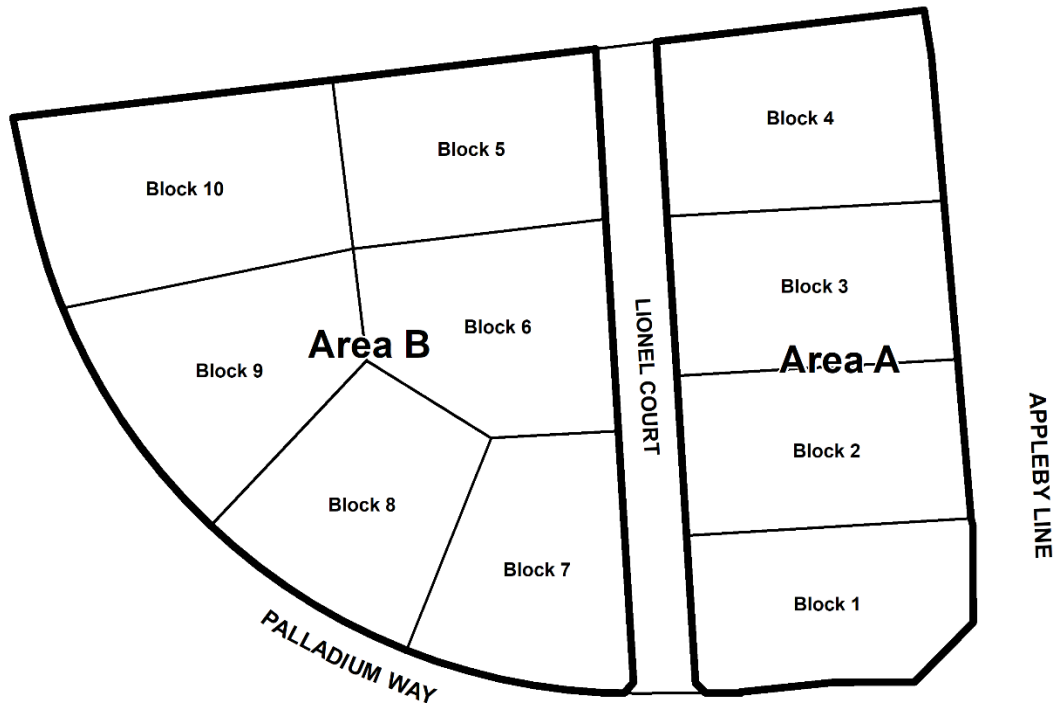 Block 4
Block 5
Block 10
Block 3
Block 6
Area B
Area A
Block 9
LIONEL COURT
APPLEBY LINE
Block 2
Block 8
Block 7
Block 1
PALLADIUM WAY